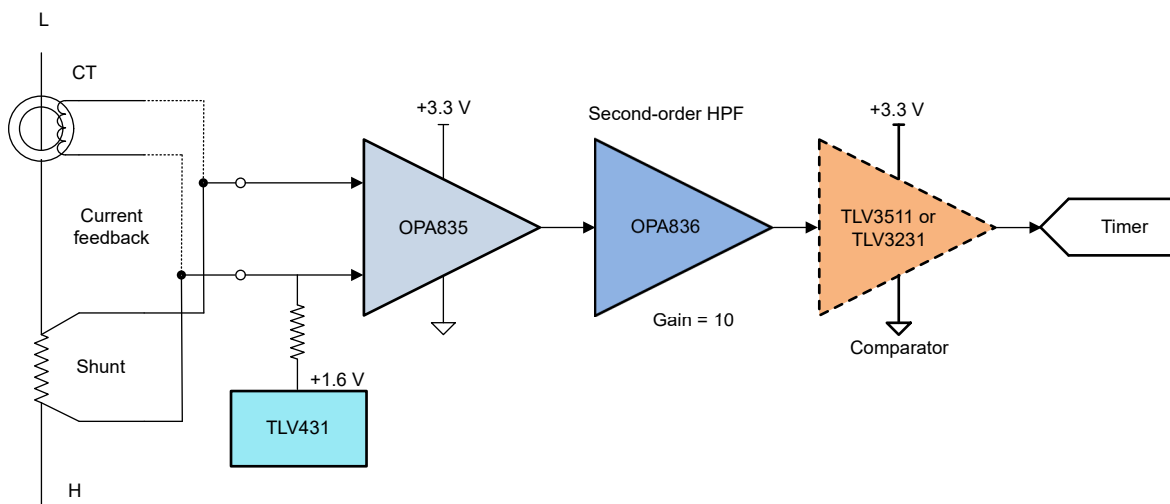 L
CT
Current
feedback
Shunt
H
+1.6 V
TLV431
+3.3 V
OPA835
Second-order HPF
OPA836
Gain = 10
+3.3 V
TLV3511 or
TLV3231
Comparator
Timer